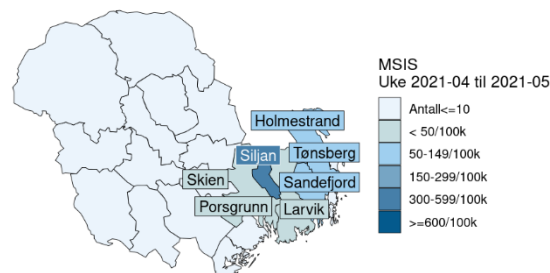 MSIS
Uke 2021-04 til 2021-05
Antall<=10
< 50/100k
50-149/100k
150-299/100k
300-599/100k
>=600/100k
Holmestrand
Siljan
Tønsberg
Skien
Sandefjord
Porsgrunn
Larvik